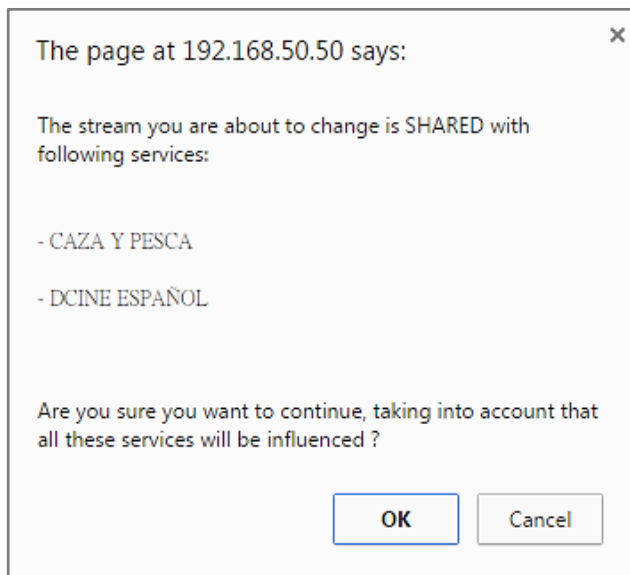 The page at 192.168.50.50 says:
The stream you are about to change is SHARED with
following services:
- CAZA Y PESCA
- DCINE ESPAÑOL
Are you sure you want to continue, taking into account that
all these services will be influenced ?
OK
Cancel